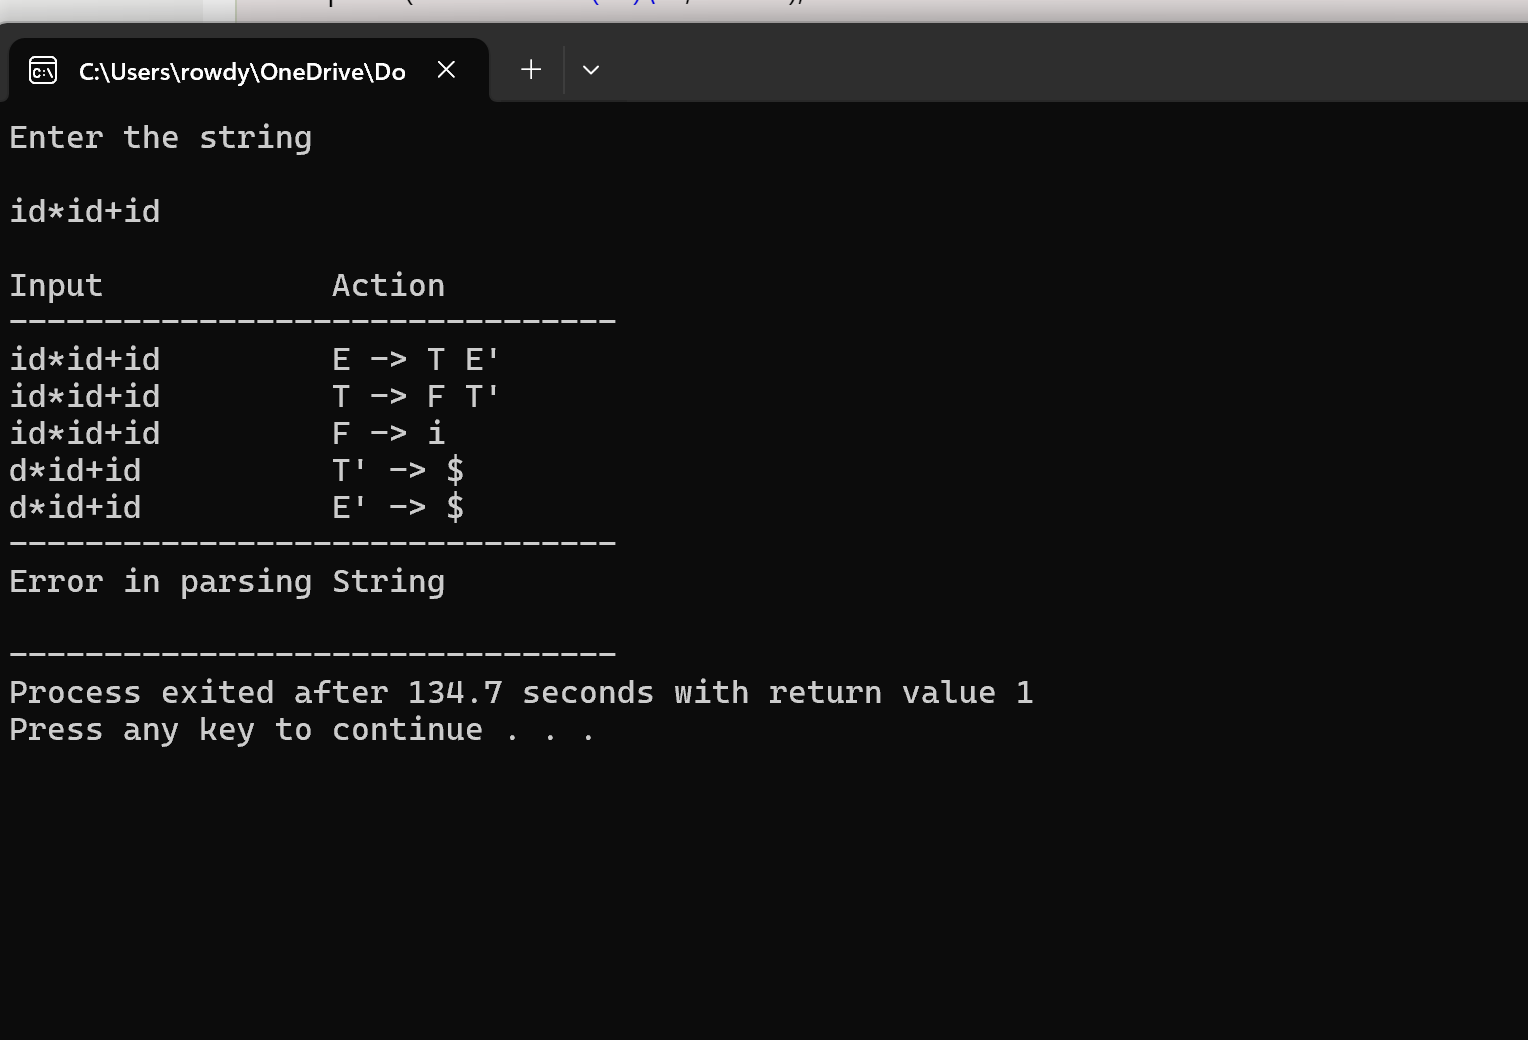 C:\Users\rowdy\OneDrive\Do
Enter the string
id*id+id
Input Action
--------------------------------
id*id+id E -> T E'
id*id+id T -> F T'
id*id+id F -> i
d*id+id T' -> $
d*id+id E' -> $
--------------------------------
Error in parsing String
--------------------------------
Process exited after 134.7 seconds with return value 1
Press any key to continue . . .